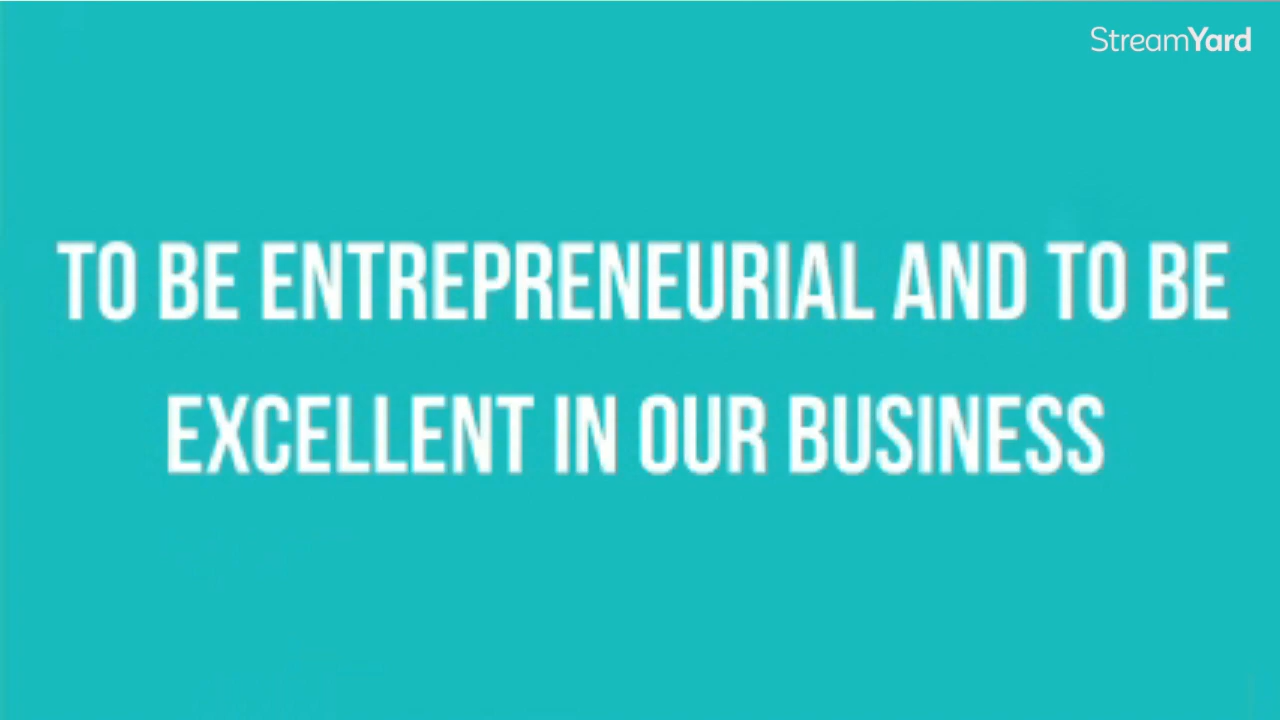 StreamYard
TO BE ENTREPRENEURIAL AND TO BE
EXCELLENT IN OUR BUSINESS